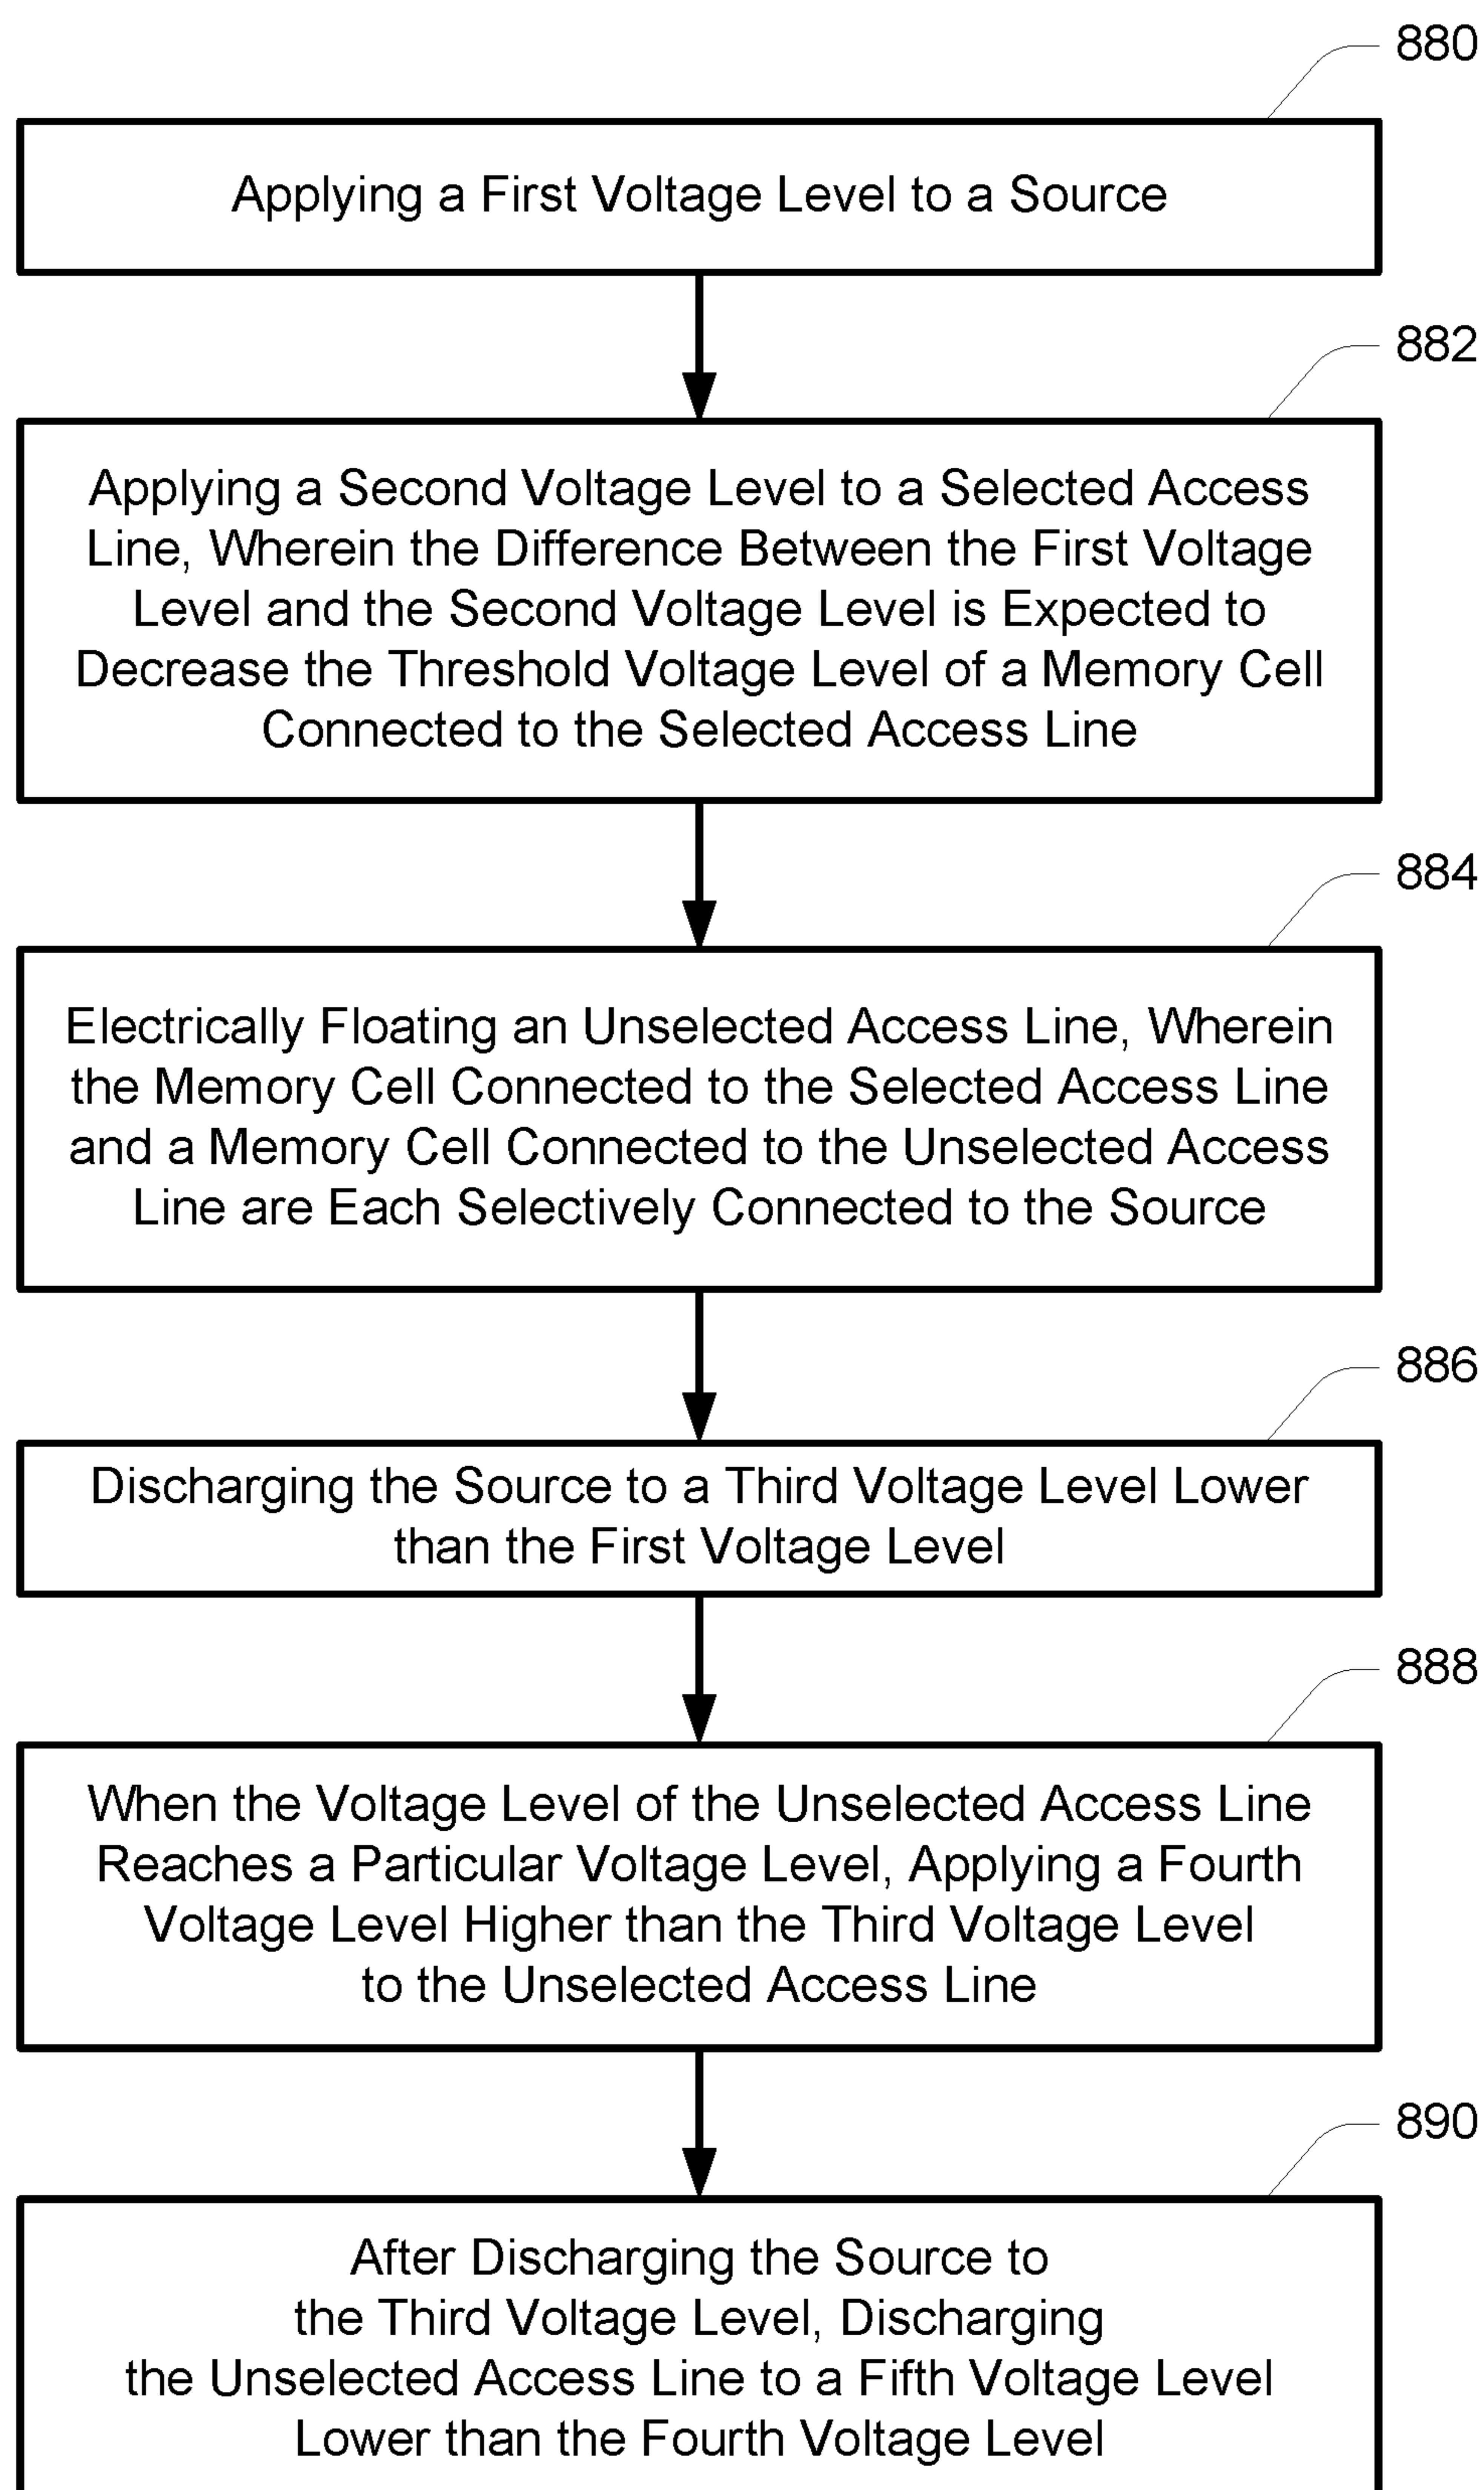 880
Applying a First Voltage Level to a Source
882
Applying a Second Voltage Level to a Selected Access
Line, Wherein the Difference Between the First Voltage
Level and the Second Voltage Level is Expected to
Decrease the Threshold Voltage Level of a Memory Cell
Connected to the Selected Access Line
884
Electrically Floating an Unselected Access Line, Wherein
the Memory Cell Connected to the Selected Access Line
and a Memory Cell Connected to the Unselected Access
Line are Each Selectively Connected to the Source
886
Discharging the Source to a Third Voltage Level Lower
than the First Voltage Level
888
When the Voltage Level of the Unselected Access Line
Reaches a Particular Voltage Level, Applying a Fourth
Voltage Level Higher than the Third Voltage Level
to the Unselected Access Line
890
After Discharging the Source to
the Third Voltage Level, Discharging
the Unselected Access Line to a Fifth Voltage Level
Lower than the Fourth Voltage Level